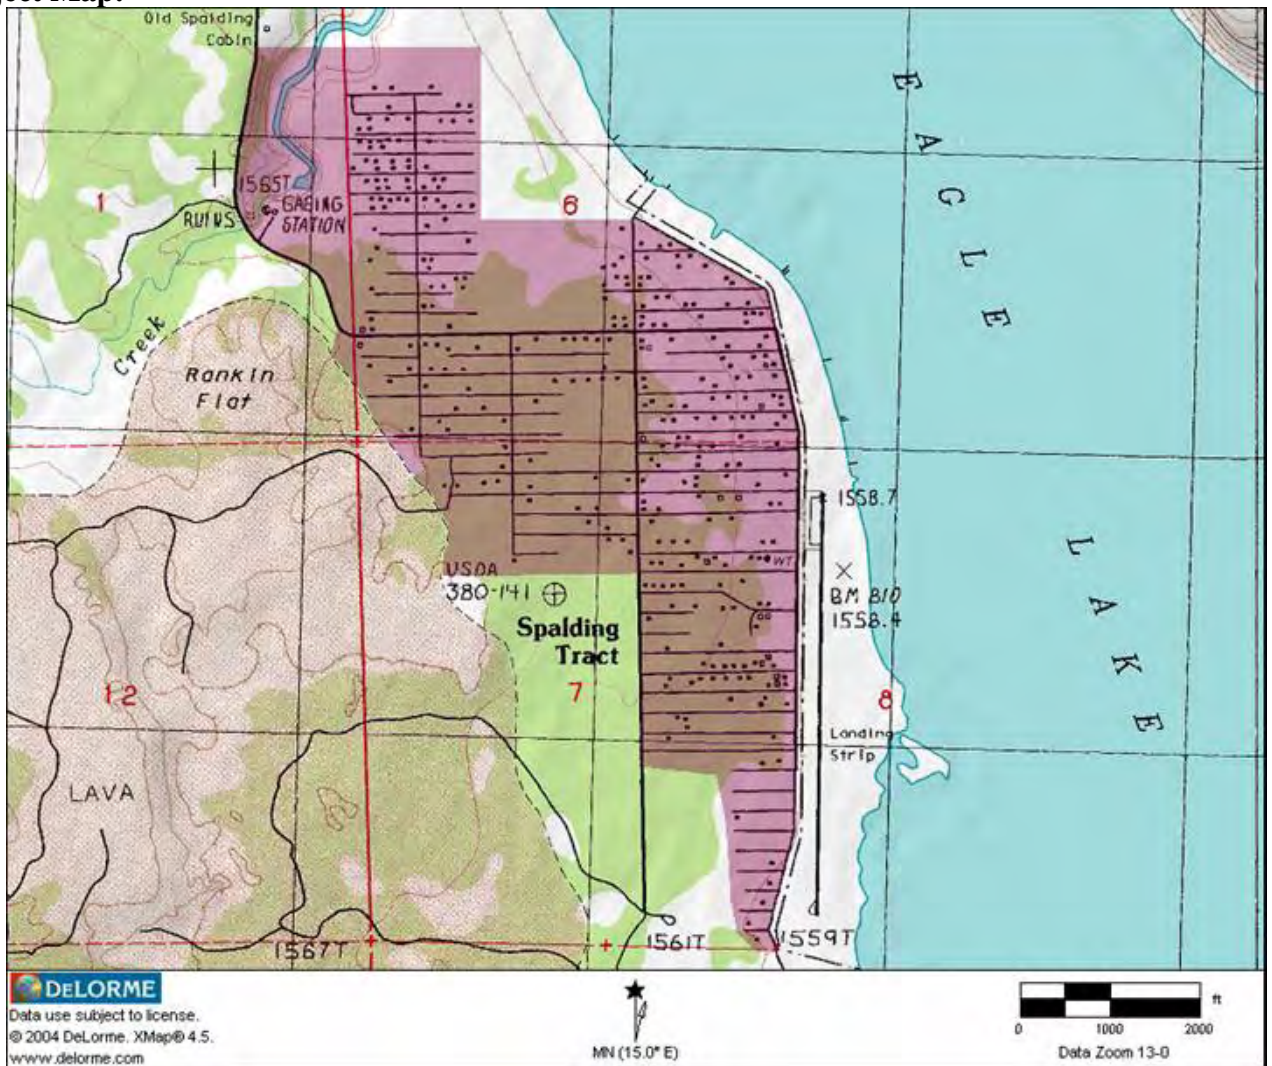 Old Spalding
Cabin
E
A
G
L
E
1
1565T
GAGING
STATION
RUINS
6
Creek
Rankin
Flat
1558.7
WT
USDA
380-141
BM 810
1558.4
Spalding
Tract
L
A
K
E
12
7
8
Landing
Strip
LAVA
1567T
1561T
1559T
DELORME
Data use subject to license.
© 2004 DeLorme. XMap® 4.5.
www.delorme.com
MN (15.0° E)
ft
0 1000 2000
Data Zoom 13-0